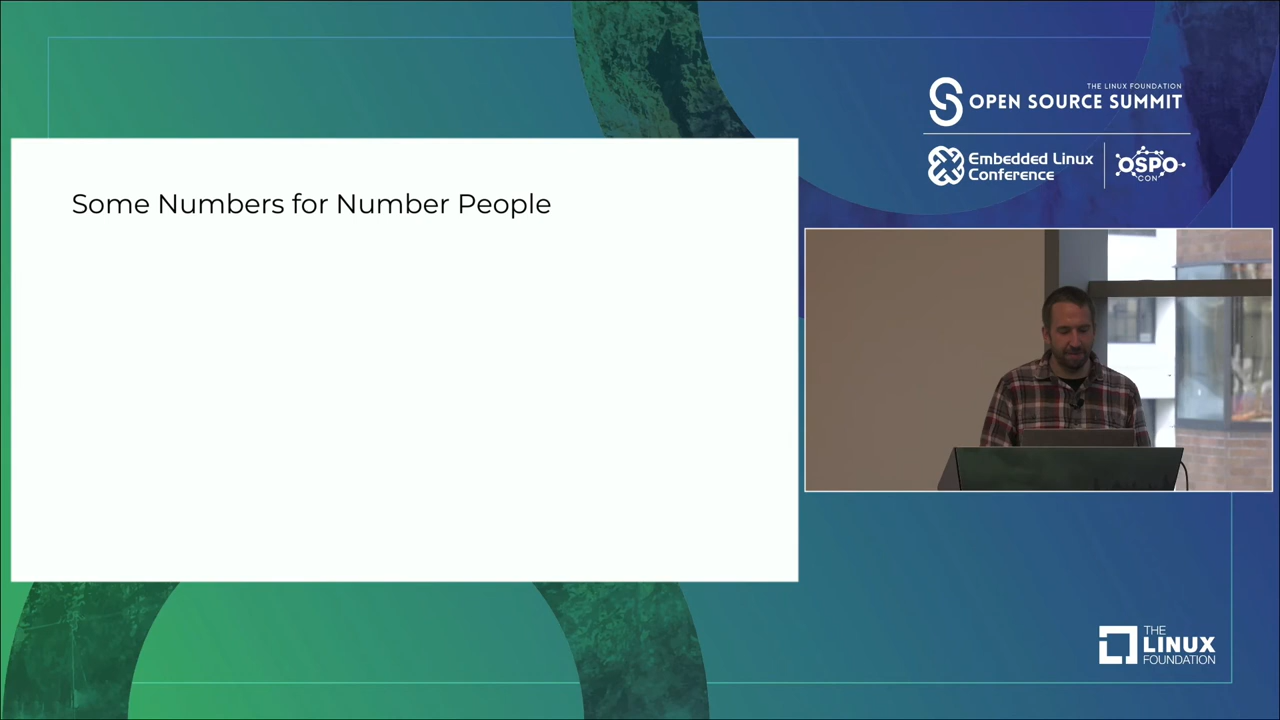 THE LINUX FOUNDATION
OPEN SOURCE SUMMIT
Embedded Linux
Conference
OSPO
CON
Some Numbers for Number People
THE
LINUX
FOUNDATION